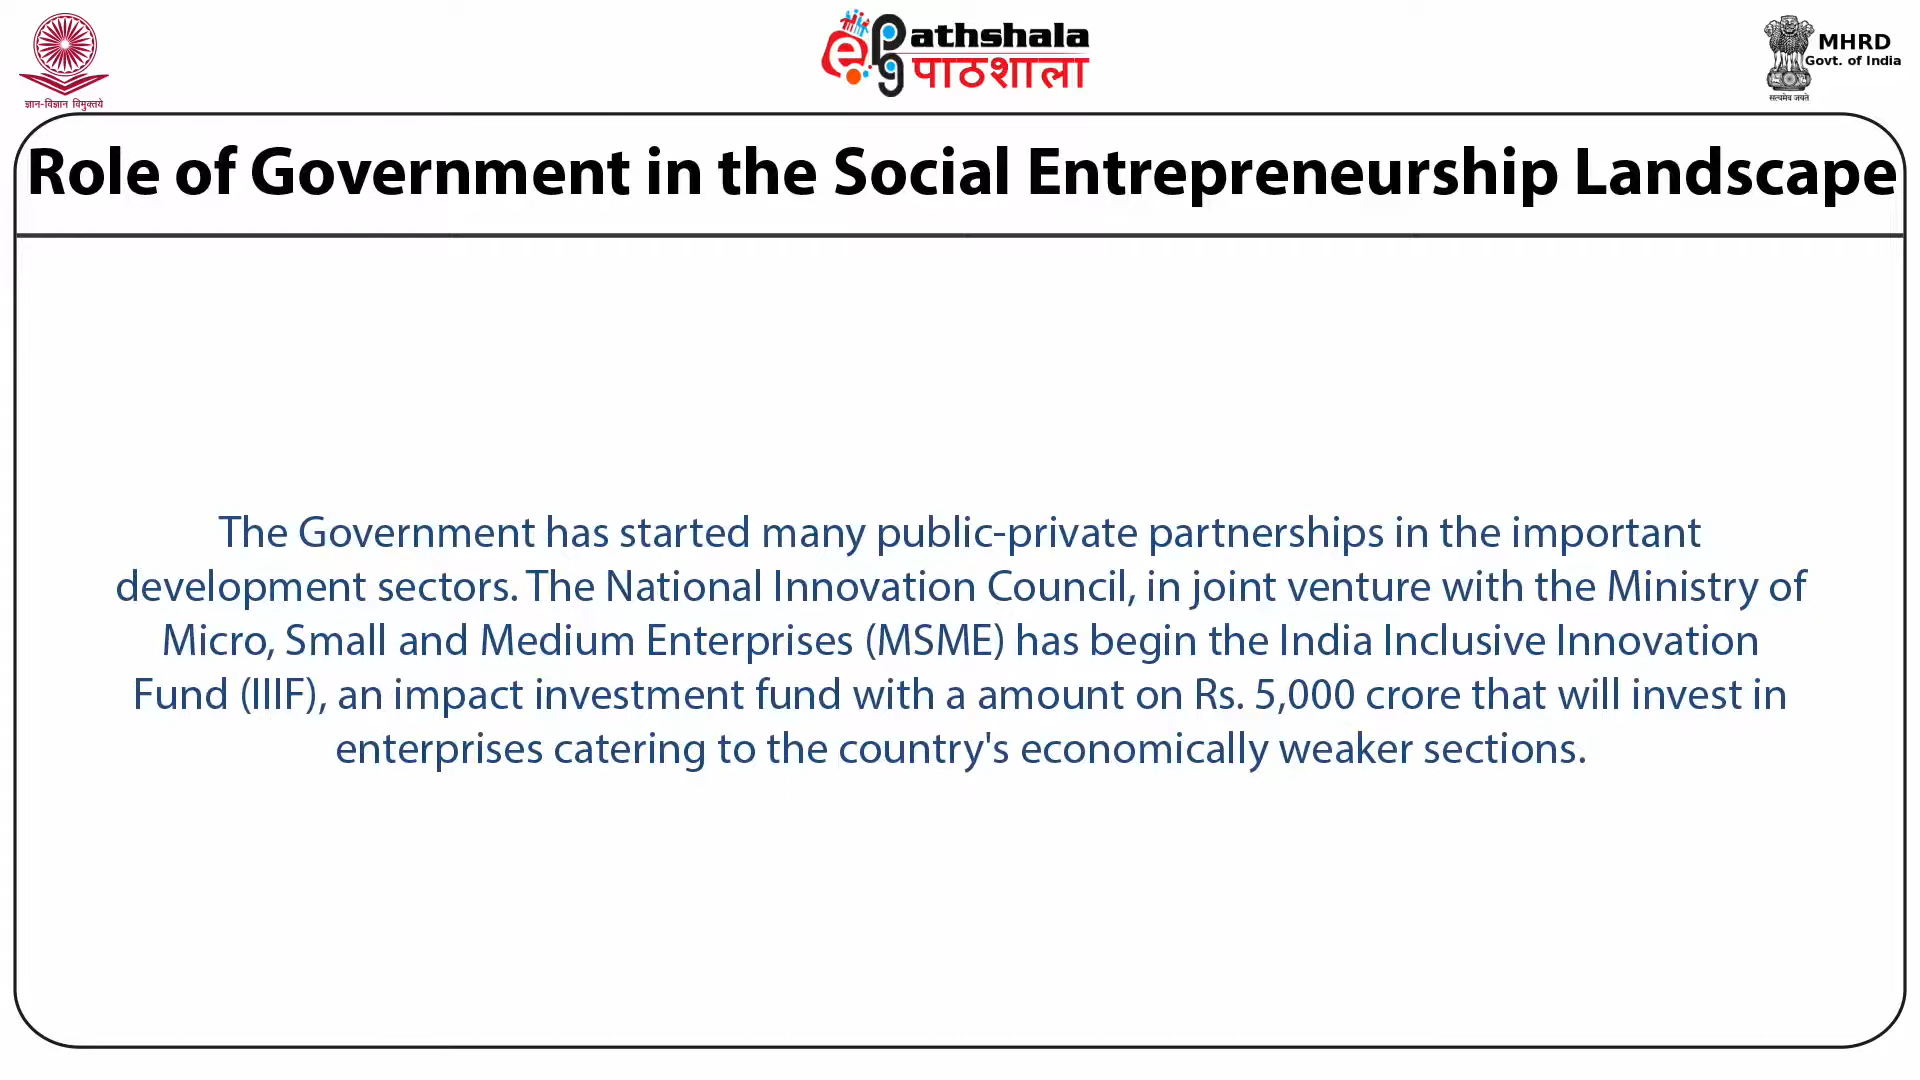 ज्ञान-विज्ञान विमुक्तये
e pg athshala
पाठशाला
MHRD
Govt. of India
सत्यमेव जयते
Role of Government in the Social Entrepreneurship Landscape
The Government has started many public-private partnerships in the important
development sectors. The National Innovation Council, in joint venture with the Ministry of
Micro, Small and Medium Enterprises (MSME) has begin the India Inclusive Innovation
Fund (IIIF), an impact investment fund with a amount on Rs. 5,000 crore that will invest in
enterprises catering to the country's economically weaker sections.